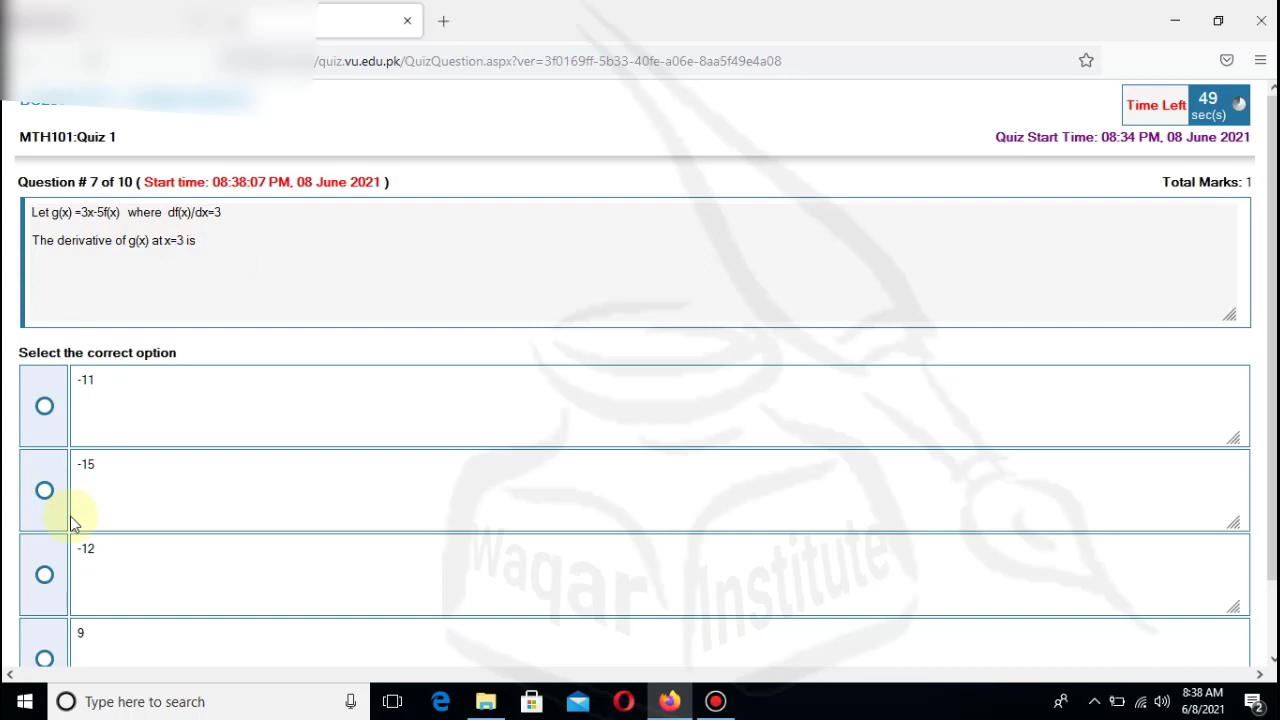 quiz.vu.edu.pk/QuizQuestion.aspx?ver=3f0169ff-5b33-40fe-a06e-8aa5f49e4a08
Time Left 49 sec(s)
MTH101:Quiz 1
Quiz Start Time: 08:34 PM, 08 June 2021
Question # 7 of 10 ( Start time: 08:38:07 PM, 08 June 2021 )
Total Marks: 1
Let g(x) =3x-5f(x) where df(x)/dx=3
The derivative of g(x) at x=3 is
Select the correct option
-11
-15
-12
9
Waqar Institute
Type here to search
8:38 AM
6/8/2021
2